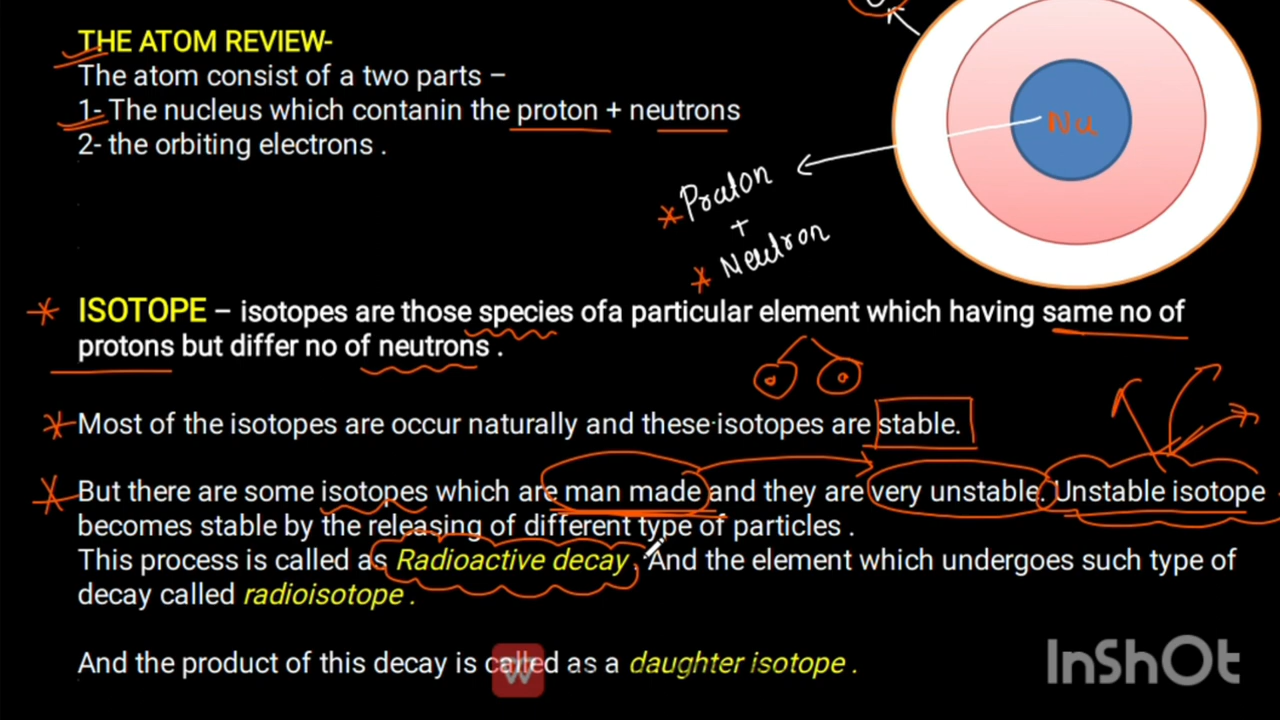 THE ATOM REVIEW-
The atom consist of a two parts –
1- The nucleus which contanin the proton + neutrons
2- the orbiting electrons .
Nu
Proton
+
Neutron
ISOTOPE – isotopes are those species ofa particular element which having same no of
protons but differ no of neutrons .
Most of the isotopes are occur naturally and these isotopes are stable.
But there are some isotopes which are man made and they are very unstable. Unstable isotope
becomes stable by the releasing of different type of particles .
This process is called as Radioactive decay. And the element which undergoes such type of
decay called radioisotope .
And the product of this decay is called as a daughter isotope .
W
InShOt